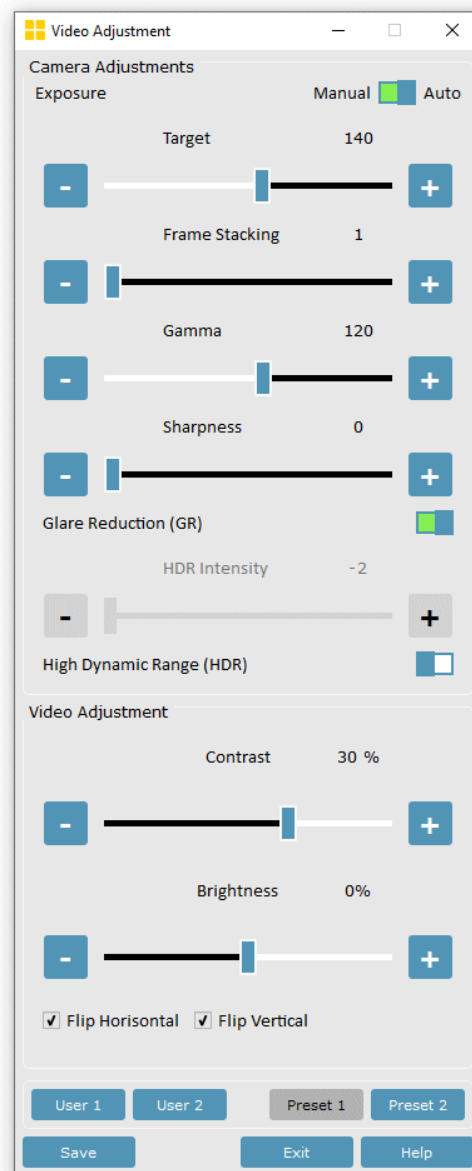 Video Adjustment
Camera Adjustments
Exposure Manual Auto
Target 140
- +
Frame Stacking 1
- +
Gamma 120
- +
Sharpness 0
- +
Glare Reduction (GR)
HDR Intensity -2
- +
High Dynamic Range (HDR)
Video Adjustment
Contrast 30 %
- +
Brightness 0%
- +
Flip Horisontal Flip Vertical
User 1 User 2 Preset 1 Preset 2
Save Exit Help